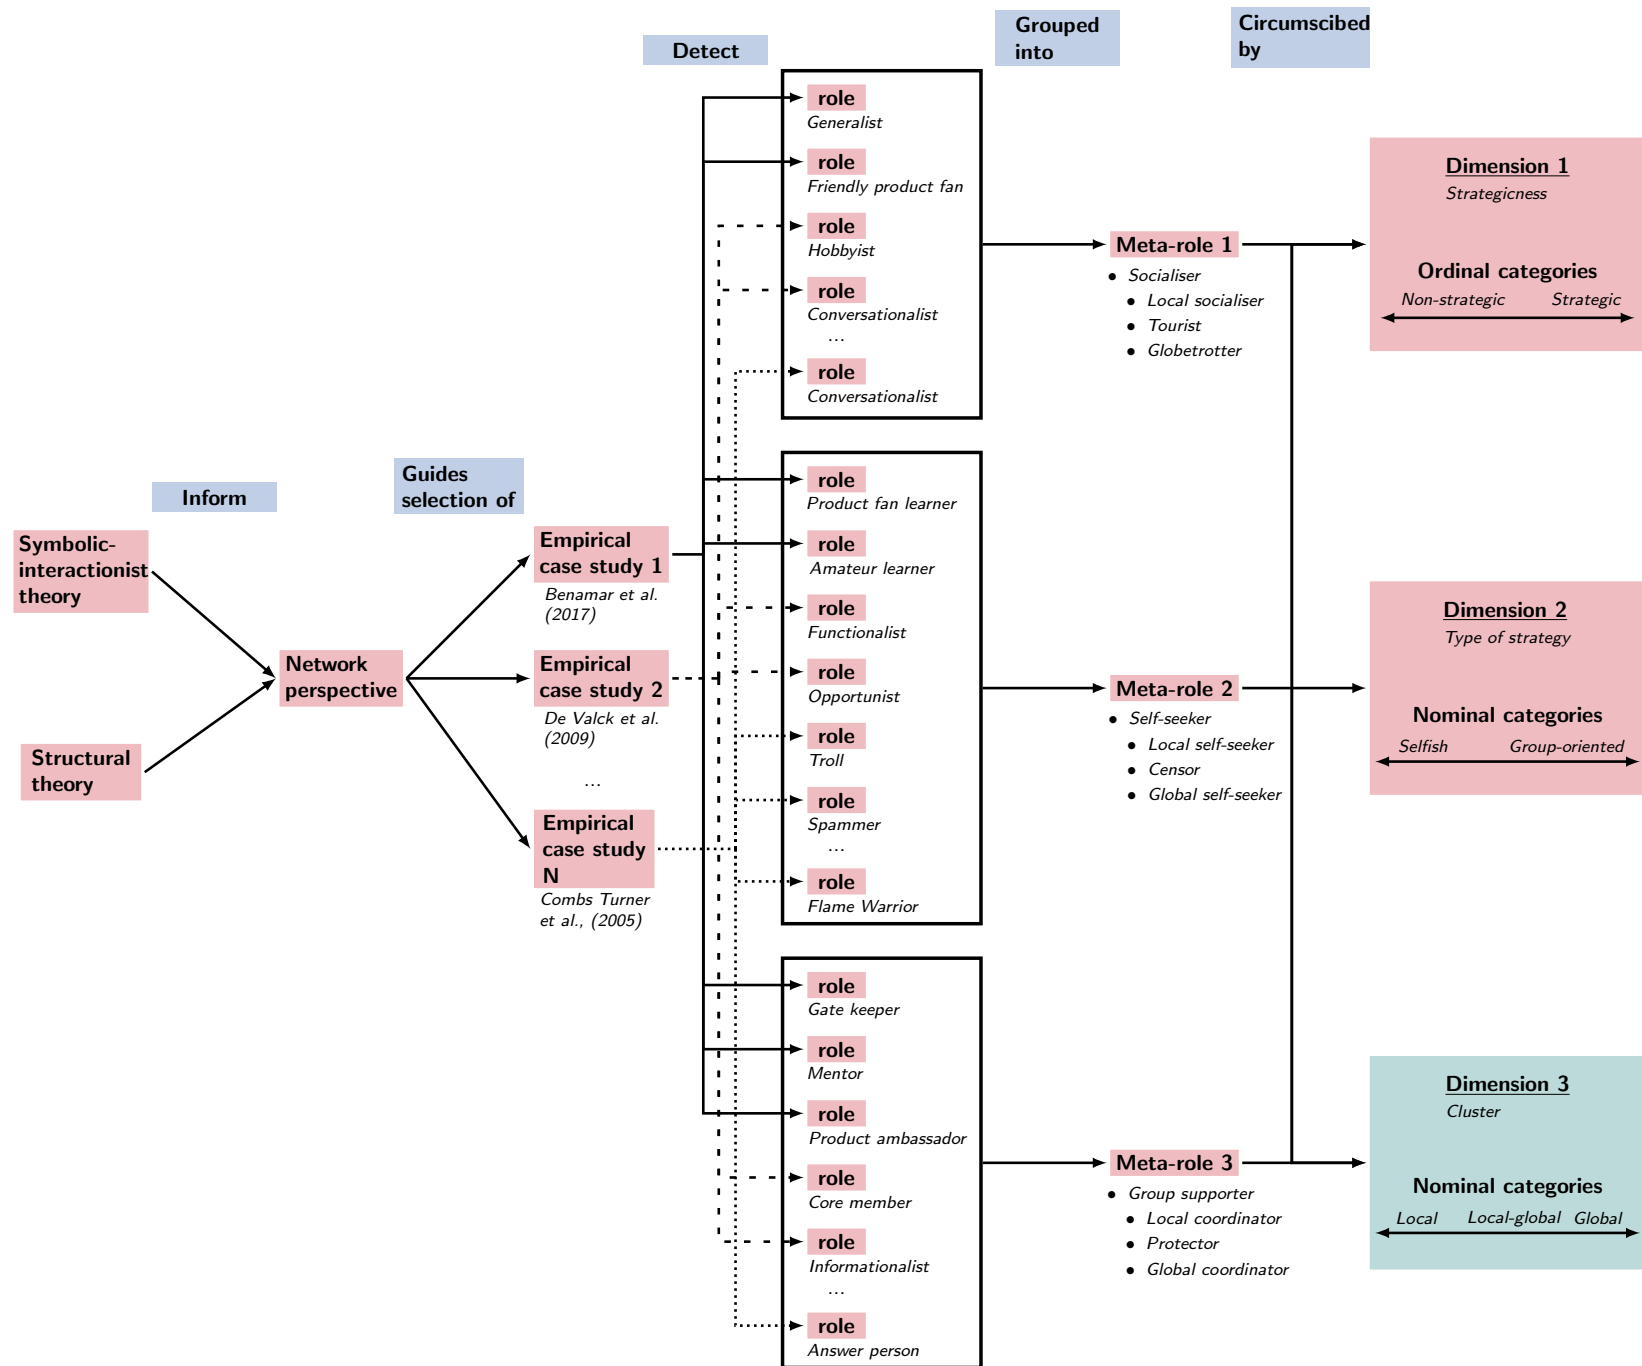 Detect
Grouped
into
Circumscibed
by
role
Generalist
role
Friendly product fan
role
Hobbyist
role
Conversationalist
...
role
Conversationalist
Meta-role 1
• Socialiser
• Local socialiser
• Tourist
• Globetrotter
Dimension 1
Strategicness
Ordinal categories
Non-strategic Strategic
Inform
Guides
selection of
Symbolic-
interactionist
theory
Structural
theory
Network
perspective
Empirical
case study 1
Benamar et al.
(2017)
Empirical
case study 2
De Valck et al.
(2009)
...
Empirical
case study
N
Combs Turner
et al., (2005)
role
Product fan learner
role
Amateur learner
role
Functionalist
role
Opportunist
role
Troll
role
Spammer
...
role
Flame Warrior
Meta-role 2
• Self-seeker
• Local self-seeker
• Censor
• Global self-seeker
Dimension 2
Type of strategy
Nominal categories
Selfish Group-oriented
role
Gate keeper
role
Mentor
role
Product ambassador
role
Core member
role
Informationalist
...
role
Answer person
Meta-role 3
• Group supporter
• Local coordinator
• Protector
• Global coordinator
Dimension 3
Cluster
Nominal categories
Local Local-global Global